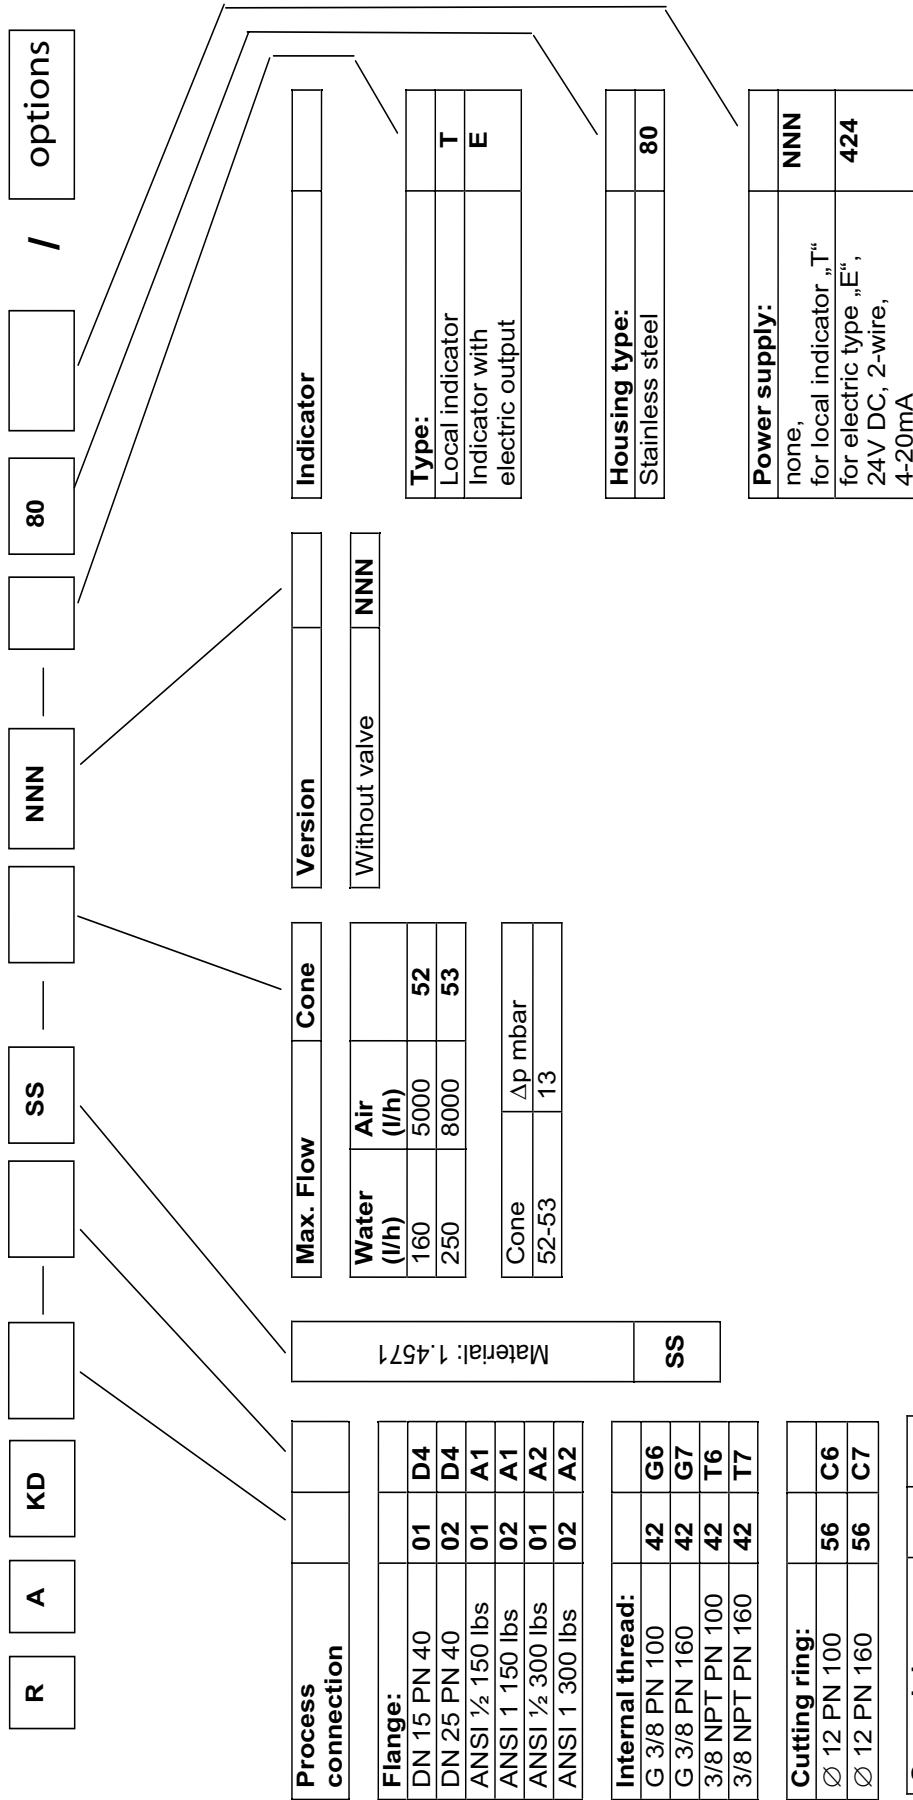 R A KD — SS — NNN — 80 / options
Process
connection
Flange:
DN 15 PN 40 01 D4
DN 25 PN 40 02 D4
ANSI ½ 150 lbs 01 A1
ANSI 1 150 lbs 02 A1
ANSI ½ 300 lbs 01 A2
ANSI 1 300 lbs 02 A2
Internal thread:
G 3/8 PN 100 42 G6
G 3/8 PN 160 42 G7
3/8 NPT PN 100 42 T6
3/8 NPT PN 160 42 T7
Cutting ring:
∅ 12 PN 100 56 C6
∅ 12 PN 160 56 C7
Material: 1.4571
SS
Max. Flow Cone
Water Air
(l/h) (l/h)
160 5000 52
250 8000 53
Cone Δp mbar
52-53 13
Version
Without valve NNN
Indicator
Type:
Local indicator T
Indicator with E
electric output
Housing type:
Stainless steel 80
Power supply:
none, NNN
for local indicator „T“
for electric type „E“, 424
24V DC, 2-wire,
4-20mA